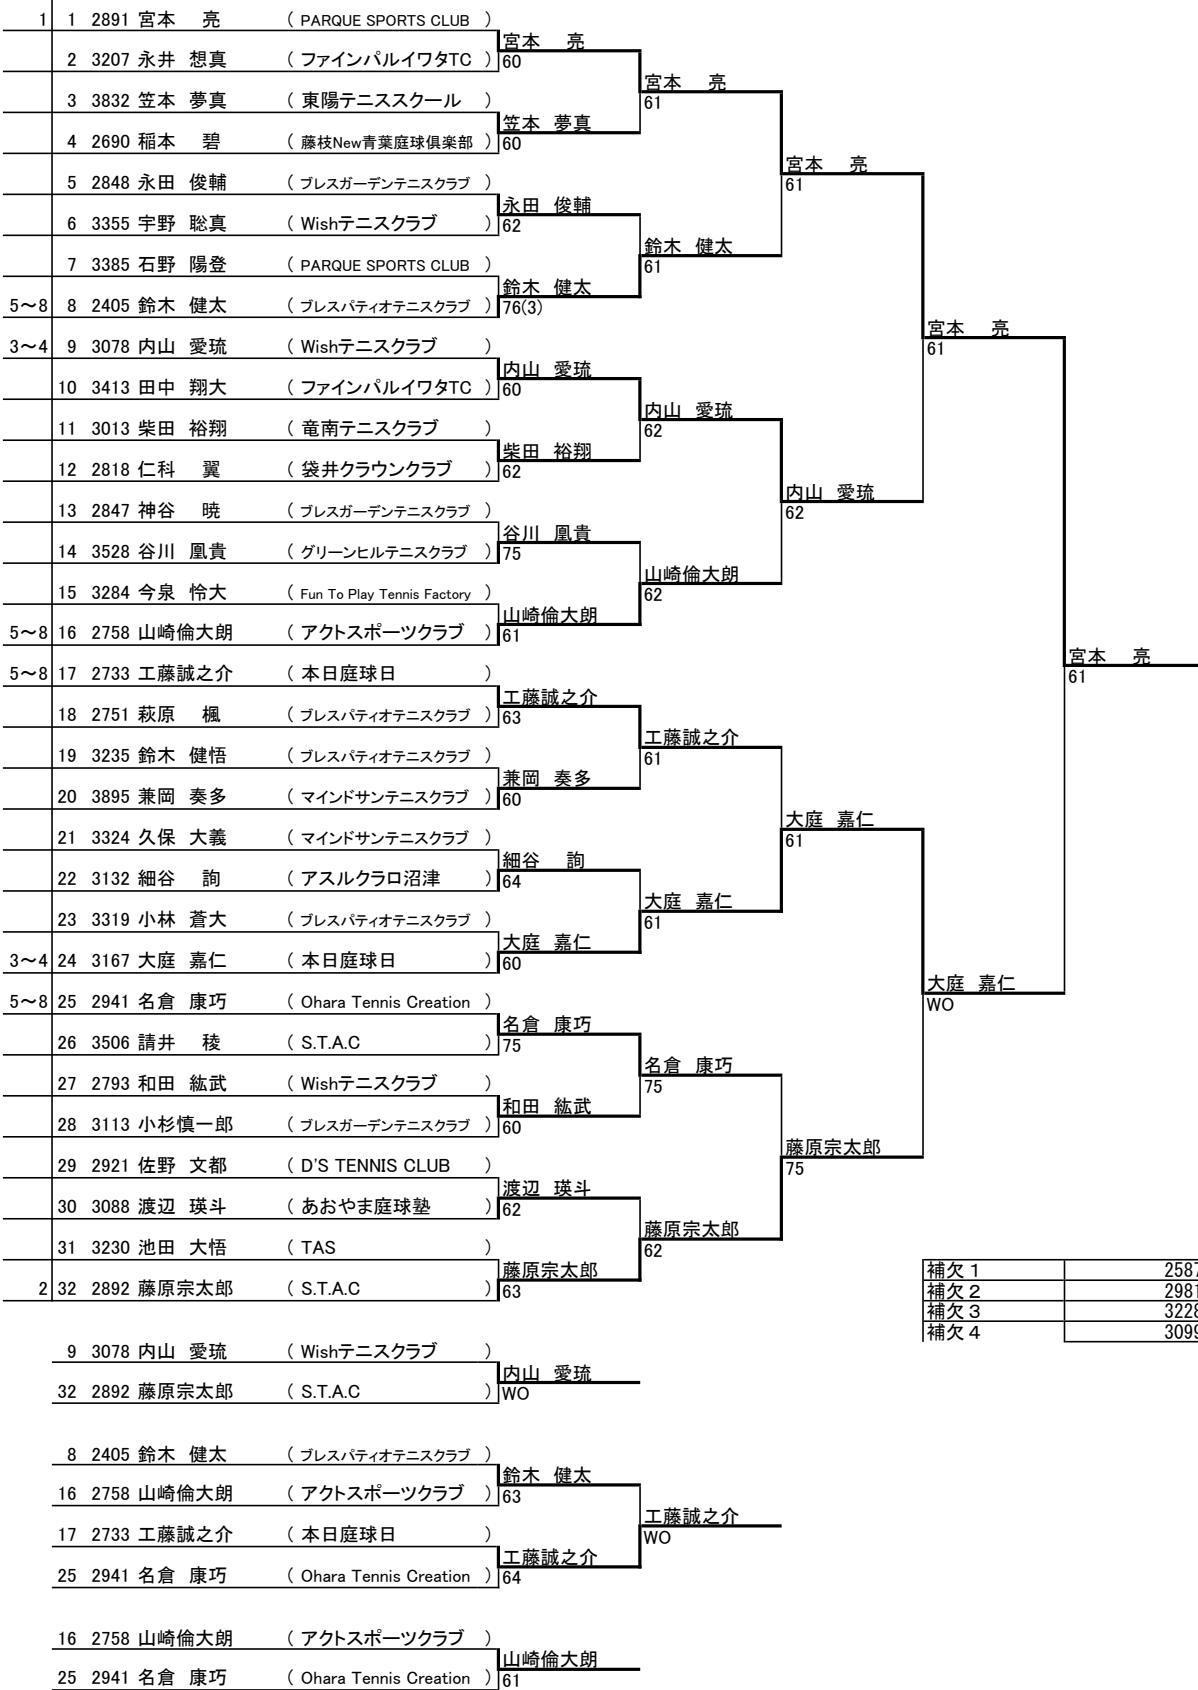 1 1 2891 宮本 亮 ( PARQUE SPORTS CLUB )
宮本 亮
2 3207 永井 想真 ( ファインパルイワタTC ) 60
宮本 亮
3 3832 笠本 夢真 ( 東陽テニススクール ) 61
笠本 夢真
4 2690 稲本 碧 ( 藤枝New青葉庭球倶楽部 ) 60
宮本 亮
5 2848 永田 俊輔 ( ブレスガーデンテニスクラブ ) 61
永田 俊輔
6 3355 宇野 聡真 ( Wishテニスクラブ ) 62
鈴木 健太
7 3385 石野 陽登 ( PARQUE SPORTS CLUB ) 61
鈴木 健太
5～8 8 2405 鈴木 健太 ( ブレスパティオテニスクラブ ) 76(3)
宮本 亮
3～4 9 3078 内山 愛琉 ( Wishテニスクラブ ) 61
内山 愛琉
10 3413 田中 翔大 ( ファインパルイワタTC ) 60
内山 愛琉
11 3013 柴田 裕翔 ( 竜南テニスクラブ ) 62
柴田 裕翔
12 2818 仁科 翼 ( 袋井クラウンクラブ ) 62
内山 愛琉
13 2847 神谷 暁 ( ブレスガーデンテニスクラブ ) 62
谷川 凰貴
14 3528 谷川 凰貴 ( グリーンヒルテニスクラブ ) 75
山崎倫大朗
15 3284 今泉 怜大 ( Fun To Play Tennis Factory ) 62
山崎倫大朗
5～8 16 2758 山崎倫大朗 ( アクトスポーツクラブ ) 61
宮本 亮
5～8 17 2733 工藤誠之介 ( 本日庭球日 ) 61
工藤誠之介
18 2751 萩原 楓 ( ブレスパティオテニスクラブ ) 63
工藤誠之介
19 3235 鈴木 健悟 ( ブレスパティオテニスクラブ ) 61
兼岡 奏多
20 3895 兼岡 奏多 ( マインドサンテニスクラブ ) 60
大庭 嘉仁
21 3324 久保 大義 ( マインドサンテニスクラブ ) 61
細谷 詢
22 3132 細谷 詢 ( アスルクラロ沼津 ) 64
大庭 嘉仁
23 3319 小林 蒼大 ( ブレスパティオテニスクラブ ) 61
大庭 嘉仁
3～4 24 3167 大庭 嘉仁 ( 本日庭球日 ) 60
大庭 嘉仁
5～8 25 2941 名倉 康巧 ( Ohara Tennis Creation ) WO
名倉 康巧
26 3506 請井 稜 ( S.T.A.C ) 75
名倉 康巧
27 2793 和田 紘武 ( Wishテニスクラブ ) 75
和田 紘武
28 3113 小杉慎一郎 ( ブレスガーデンテニスクラブ ) 60
藤原宗太郎
29 2921 佐野 文都 ( D'S TENNIS CLUB ) 75
渡辺 瑛斗
30 3088 渡辺 瑛斗 ( あおやま庭球塾 ) 62
藤原宗太郎
31 3230 池田 大悟 ( TAS ) 62
藤原宗太郎
2 32 2892 藤原宗太郎 ( S.T.A.C ) 63
補欠1 2587
補欠2 2981
補欠3 3228
補欠4 3099
9 3078 内山 愛琉 ( Wishテニスクラブ )
内山 愛琉
32 2892 藤原宗太郎 ( S.T.A.C ) WO
8 2405 鈴木 健太 ( ブレスパティオテニスクラブ )
鈴木 健太
16 2758 山崎倫大朗 ( アクトスポーツクラブ ) 63
工藤誠之介
17 2733 工藤誠之介 ( 本日庭球日 ) WO
工藤誠之介
25 2941 名倉 康巧 ( Ohara Tennis Creation ) 64
16 2758 山崎倫大朗 ( アクトスポーツクラブ )
山崎倫大朗
25 2941 名倉 康巧 ( Ohara Tennis Creation ) 61